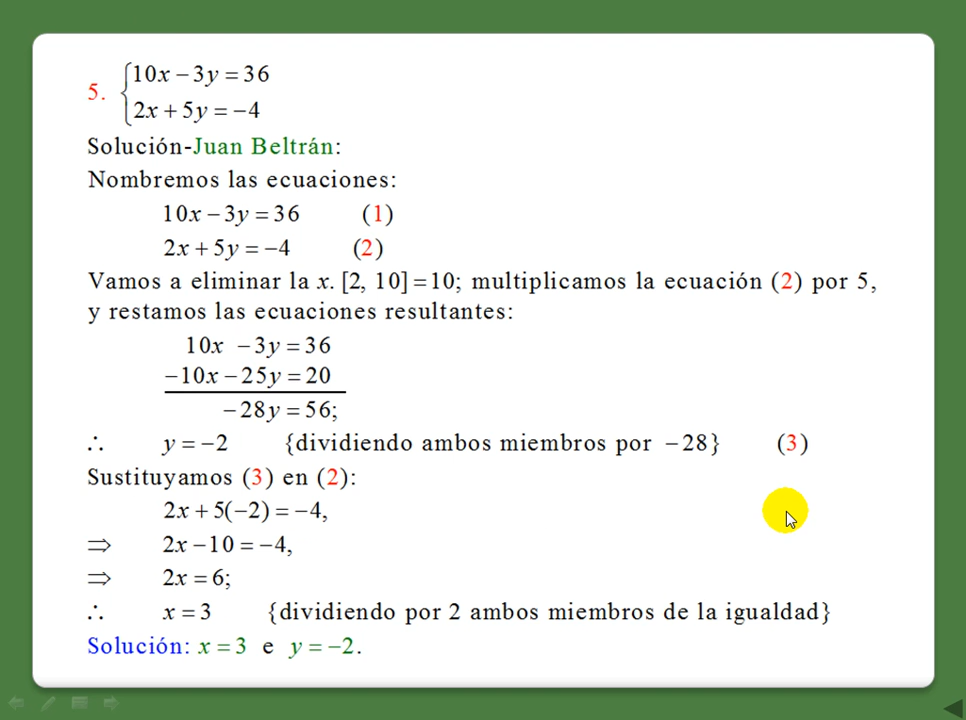 5. {10x – 3y = 36
2x + 5y = –4
Solución-Juan Beltrán:
Nombremos las ecuaciones:
10x – 3y = 36 (1)
2x + 5y = –4 (2)
Vamos a eliminar la x. [2, 10] = 10; multiplicamos la ecuación (2) por 5,
y restamos las ecuaciones resultantes:
10x – 3y = 36
–10x – 25y = 20
–28y = 56;
∴ y = –2 {dividiendo ambos miembros por –28} (3)
Sustituyamos (3) en (2):
2x + 5(–2) = –4,
⇒ 2x – 10 = –4,
⇒ 2x = 6;
∴ x = 3 {dividiendo por 2 ambos miembros de la igualdad}
Solución: x = 3 e y = –2.